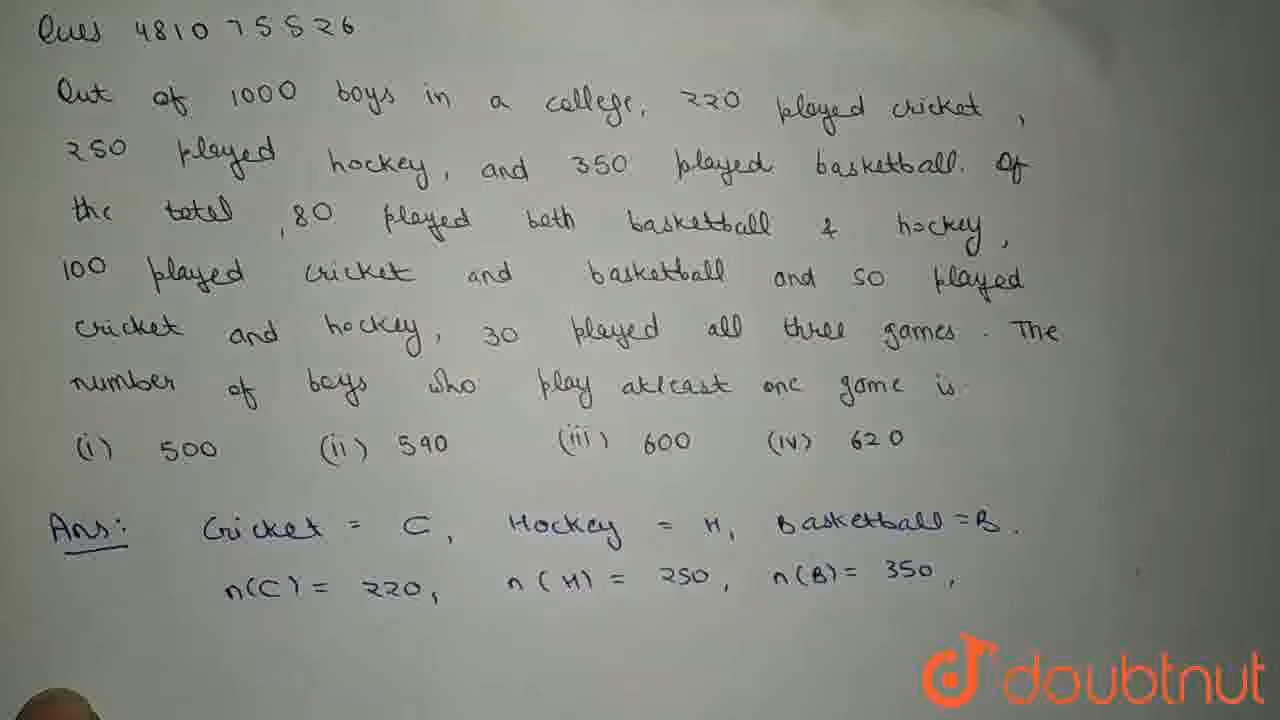 Ques 481075526
Out of 1000 boys in a college, 220 played cricket,
250 played hockey, and 350 played basketball. Of
the total, 80 played both basketball & hockey,
100 played cricket and basketball and 50 played
cricket and hockey, 30 played all three games. The
number of boys who play atleast one game is
(i) 500 (ii) 590 (iii) 600 (iv) 620
Ans: Cricket = C, Hockey = H, Basketball = B.
n(C) = 220, n(H) = 250, n(B) = 350,
doubtnut